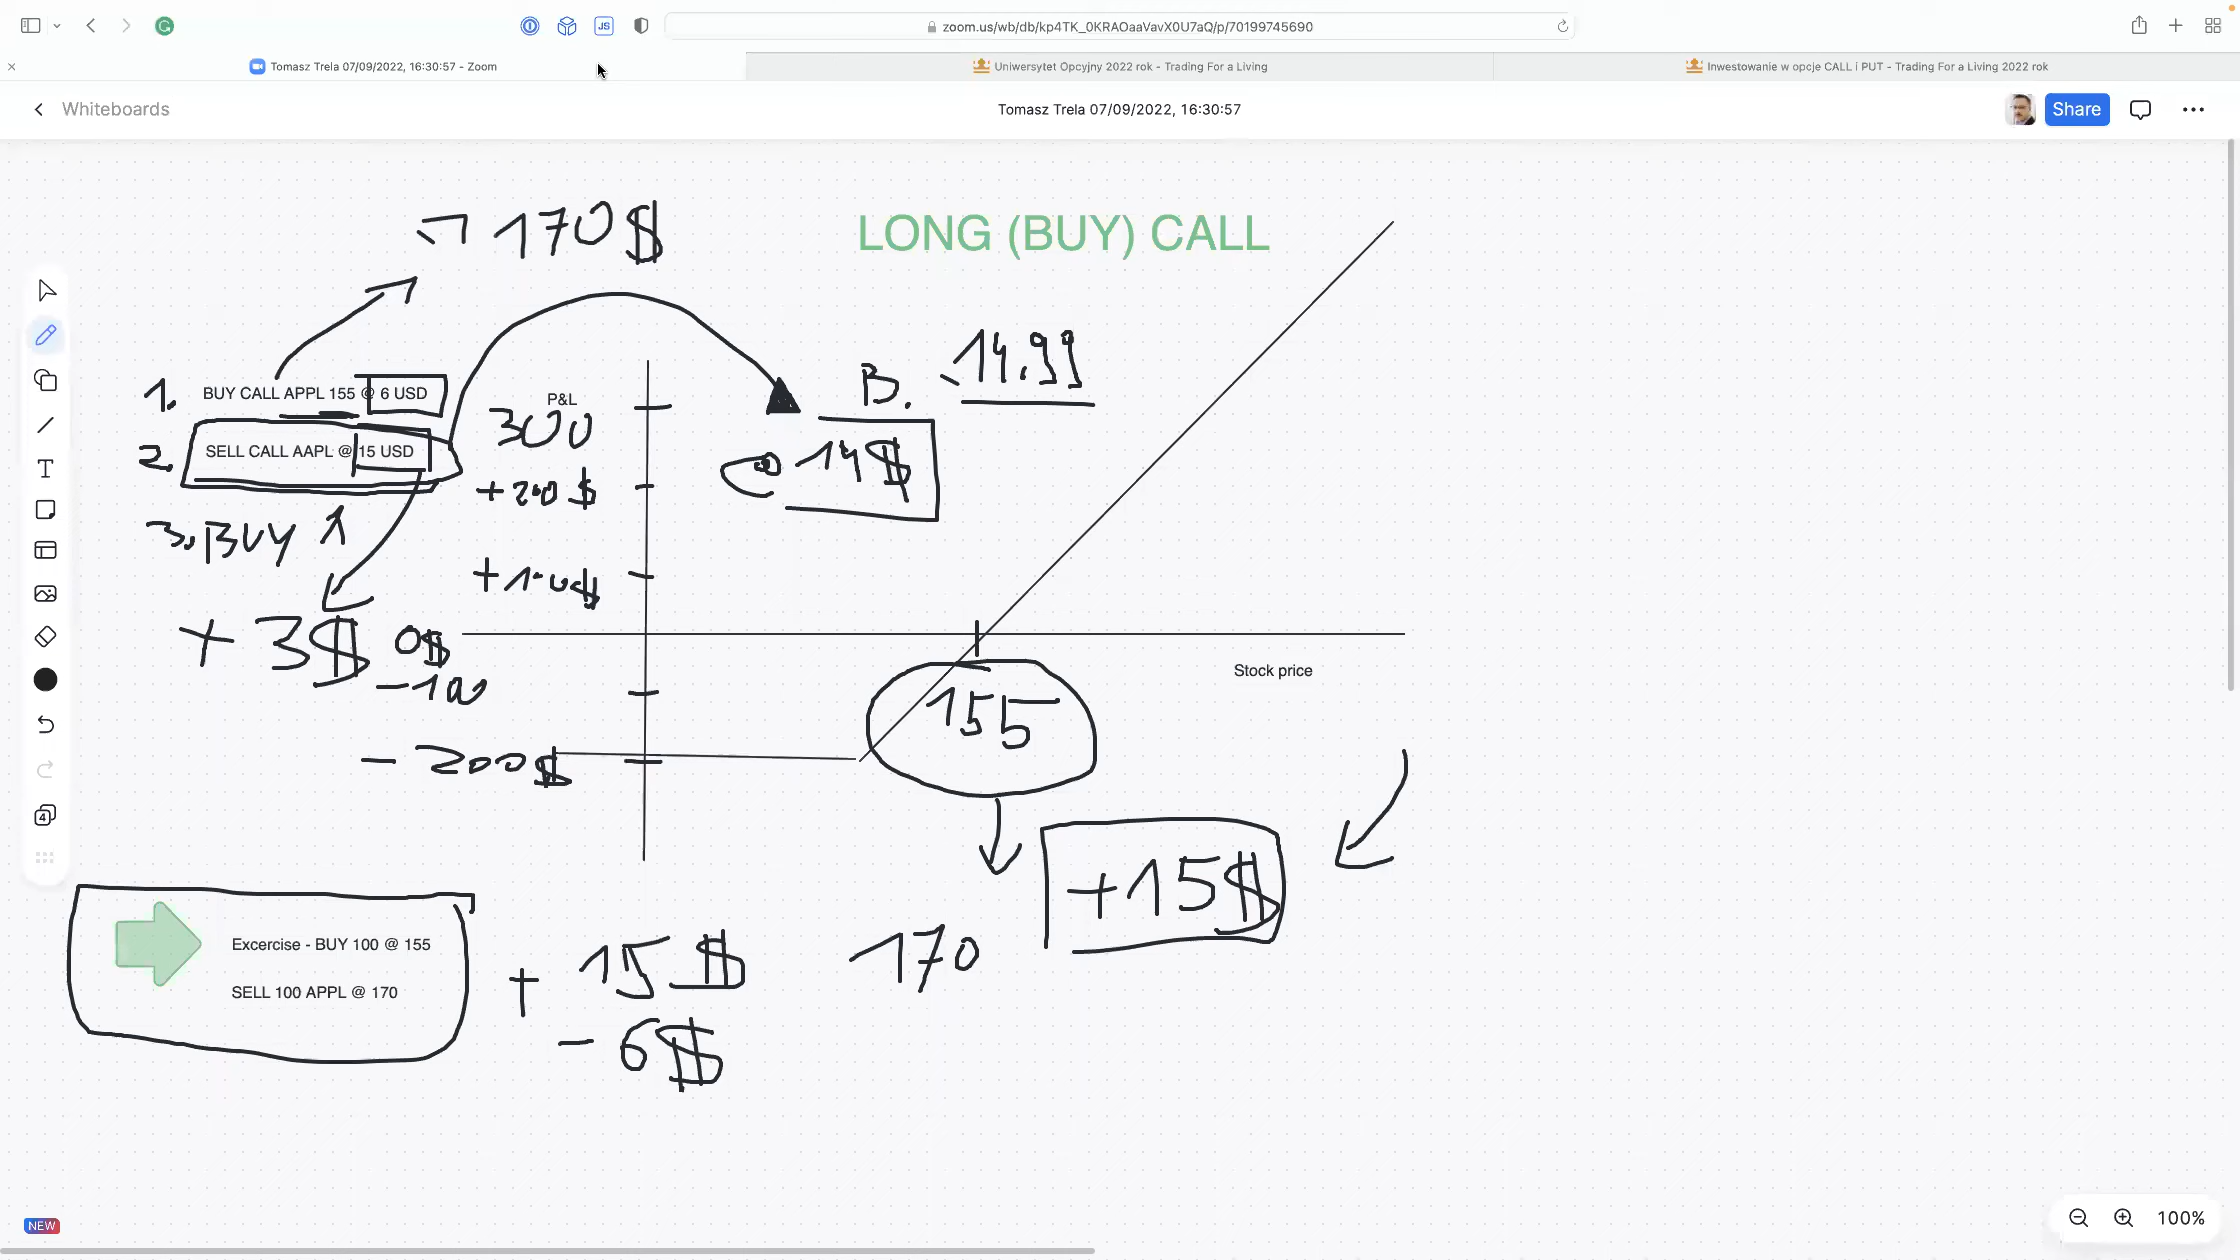 JS
zoom.us/wb/db/kp4TK_0KRAOaaVavX0U7aQ/p/70199745690
Tomasz Trela 07/09/2022, 16:30:57 - Zoom
Uniwersytet Opcyjny 2022 rok - Trading For a Living
Inwestowanie w opcje CALL i PUT - Trading For a Living 2022 rok
Whiteboards
Tomasz Trela 07/09/2022, 16:30:57
Share
170$
LONG (BUY) CALL
1. BUY CALL APPL 155 @ 6 USD
2. SELL CALL AAPL @ 15 USD
3. BUY 1
P&L
300
+200$
+100$
0$
-100
-200$
B.
14.99
14$
+3$
155
Stock price
+15$
170
Excercise - BUY 100 @ 155
SELL 100 APPL @ 170
+ 15$
- 6$
4
NEW
100%